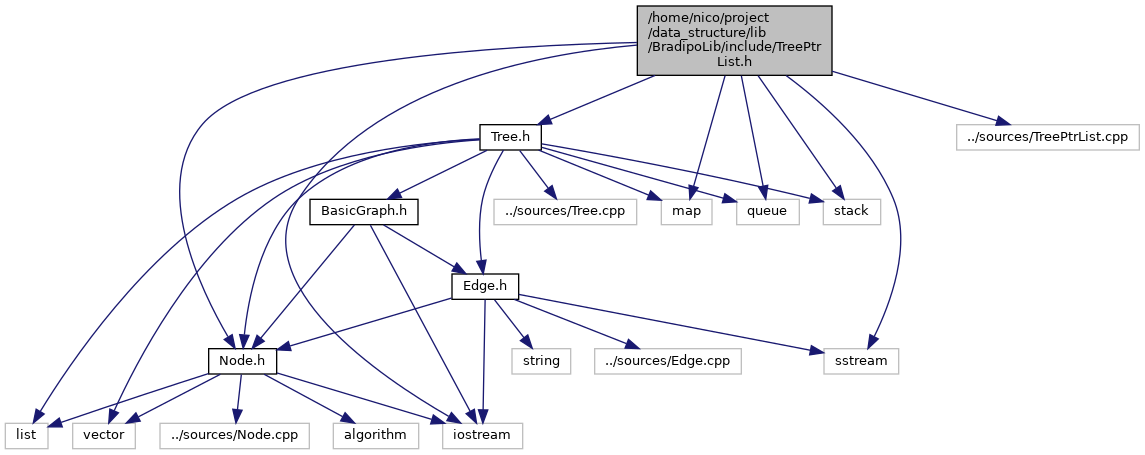 /home/nico/project
/data_structure/lib
/BradipoLib/include/TreePtr
List.h
Tree.h
../sources/TreePtrList.cpp
BasicGraph.h
../sources/Tree.cpp
map
queue
stack
Edge.h
Node.h
string
../sources/Edge.cpp
sstream
list
vector
../sources/Node.cpp
algorithm
iostream